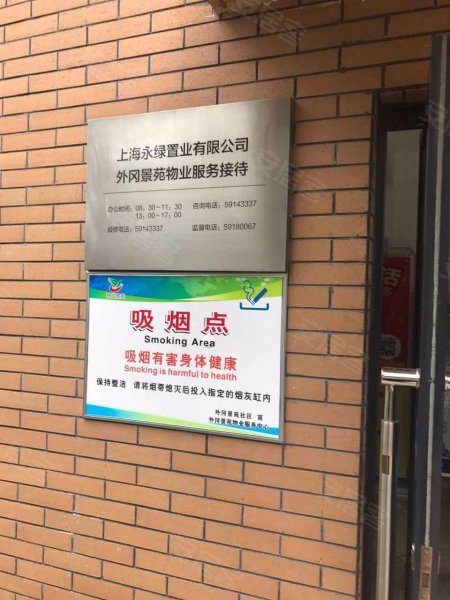 上海永绿置业有限公司
外冈景苑物业服务接待
办公时间：08：30-11：30 咨询电话：59143337
13：00-17：00
报修电话：59143337 监督电话：59180067
吸烟点
Smoking Area
吸烟有害身体健康
Smoking is harmful to health
保持整洁 请将烟蒂熄灭后投入指定的烟灰缸内
外冈景苑社区 宣
外冈景苑物业服务中心
活
安居客